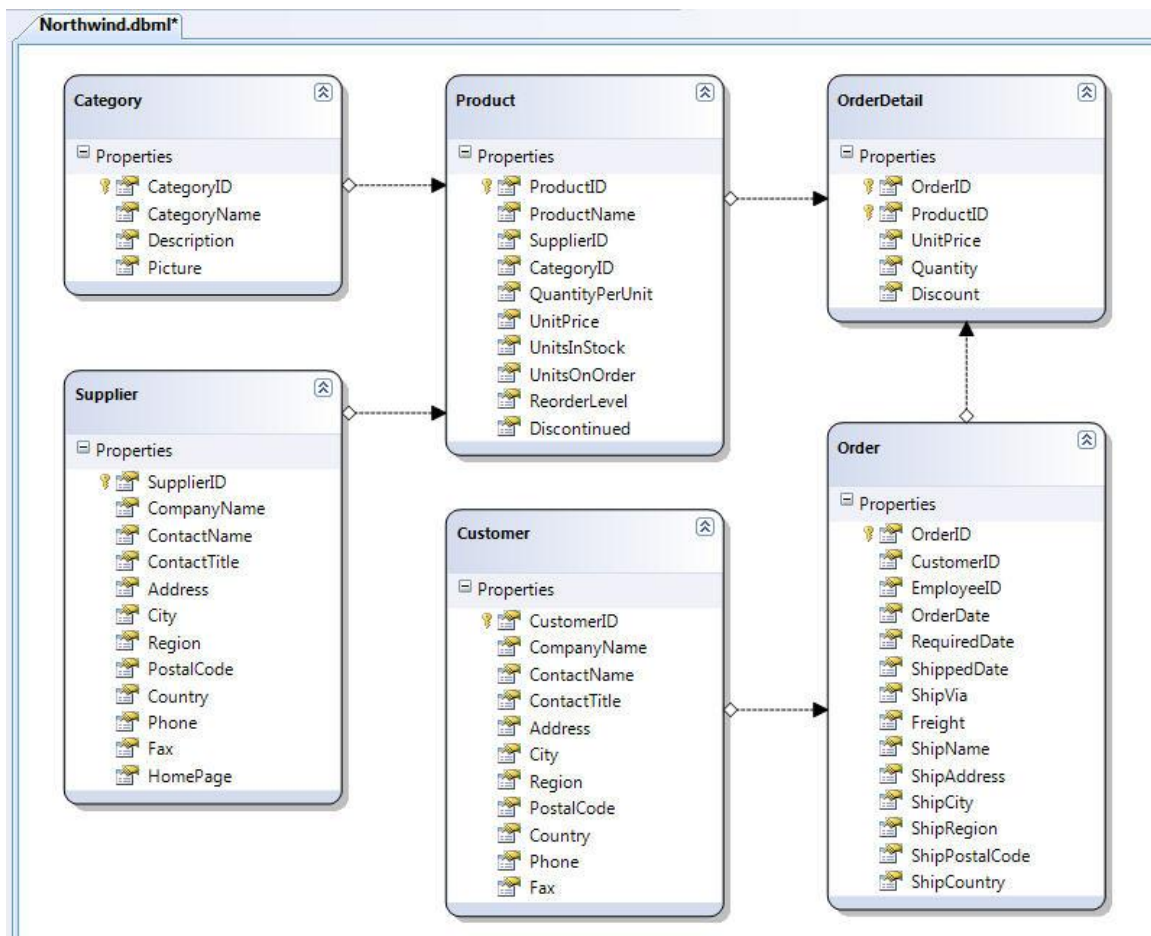 Northwind.dbml*
Category
Properties
CategoryID
CategoryName
Description
Picture
Product
Properties
ProductID
ProductName
SupplierID
CategoryID
QuantityPerUnit
UnitPrice
UnitsInStock
UnitsOnOrder
ReorderLevel
Discontinued
OrderDetail
Properties
OrderID
ProductID
UnitPrice
Quantity
Discount
Supplier
Properties
SupplierID
CompanyName
ContactName
ContactTitle
Address
City
Region
PostalCode
Country
Phone
Fax
HomePage
Customer
Properties
CustomerID
CompanyName
ContactName
ContactTitle
Address
City
Region
PostalCode
Country
Phone
Fax
Order
Properties
OrderID
CustomerID
EmployeeID
OrderDate
RequiredDate
ShippedDate
ShipVia
Freight
ShipName
ShipAddress
ShipCity
ShipRegion
ShipPostalCode
ShipCountry